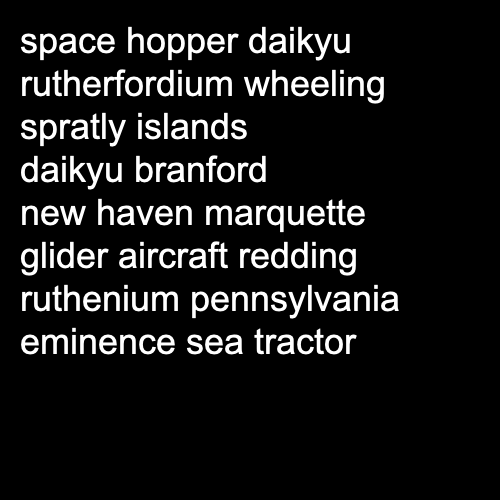 space hopper daikyu
rutherfordium wheeling
spratly islands
daikyu branford
new haven marquette
glider aircraft redding
ruthenium pennsylvania
eminence sea tractor